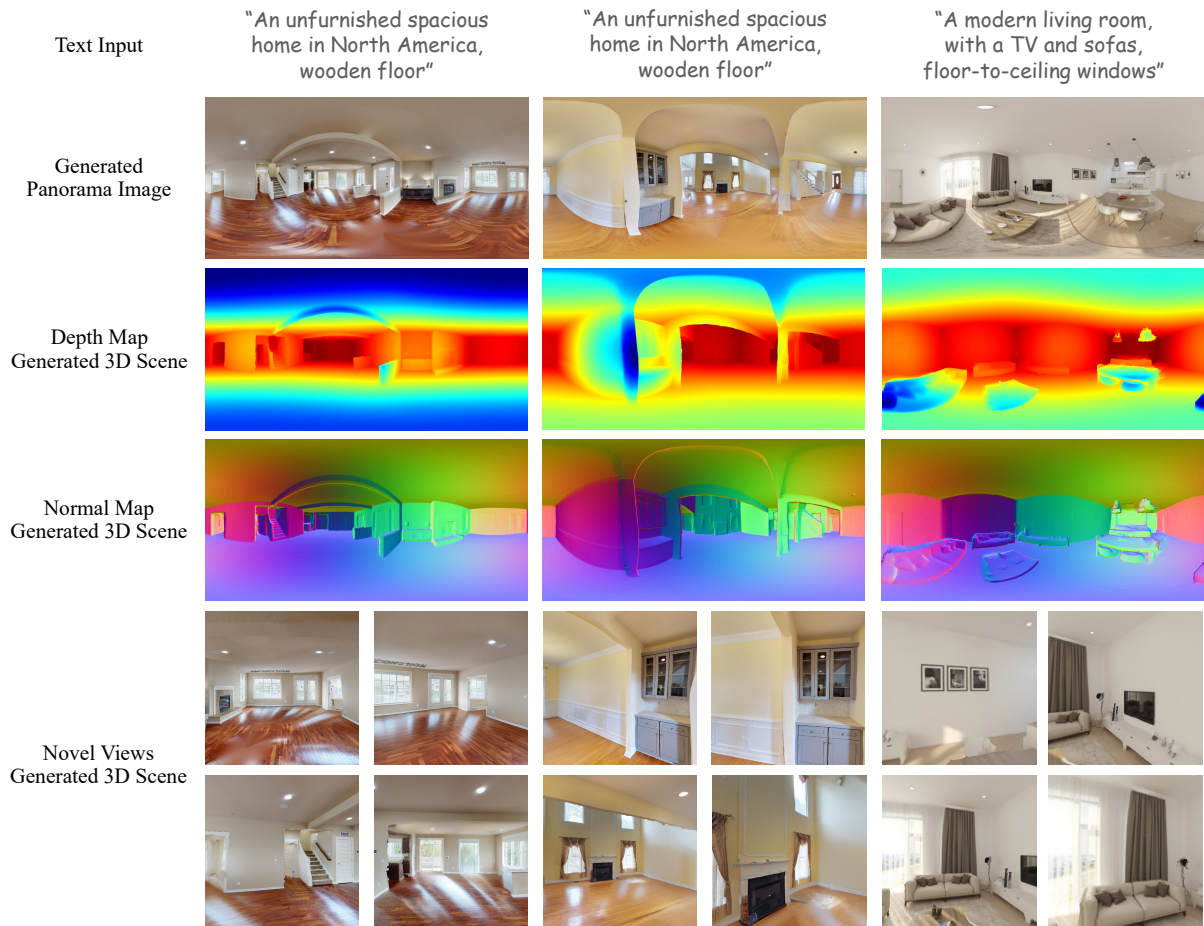 Text Input
“An unfurnished spacious
home in North America,
wooden floor”
“An unfurnished spacious
home in North America,
wooden floor”
“A modern living room,
with a TV and sofas,
floor-to-ceiling windows”
Generated
Panorama Image
Depth Map
Generated 3D Scene
Normal Map
Generated 3D Scene
Novel Views
Generated 3D Scene